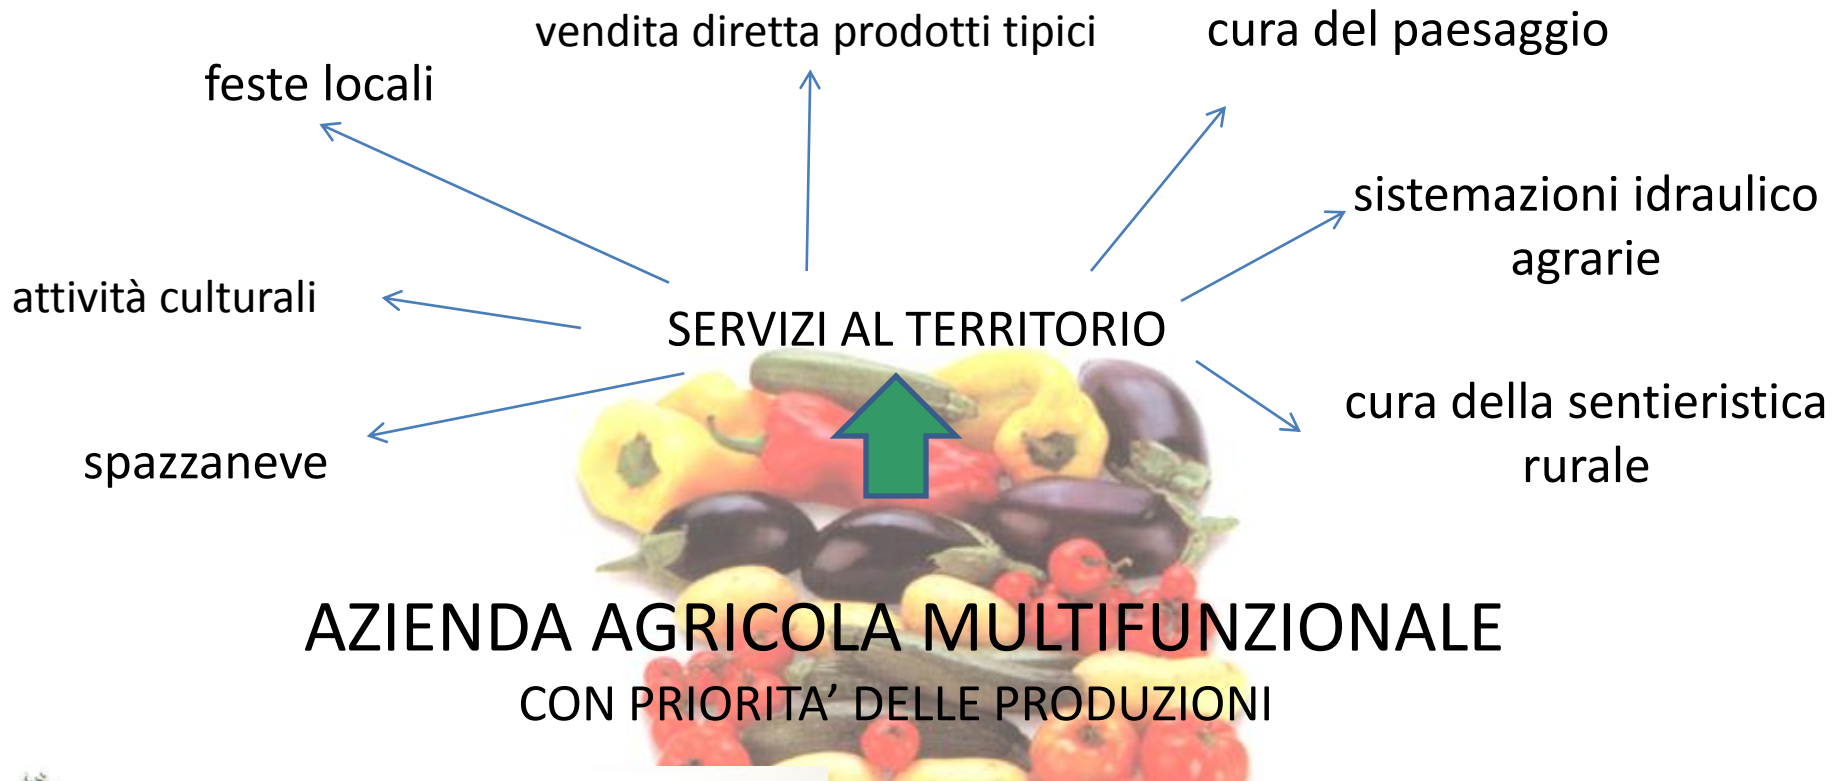 vendita diretta prodotti tipici
cura del paesaggio
feste locali
sistemazioni idraulico
agrarie
attività culturali
SERVIZI AL TERRITORIO
cura della sentieristica
rurale
spazzaneve
AZIENDA AGRICOLA MULTIFUNZIONALE
CON PRIORITA’ DELLE PRODUZIONI